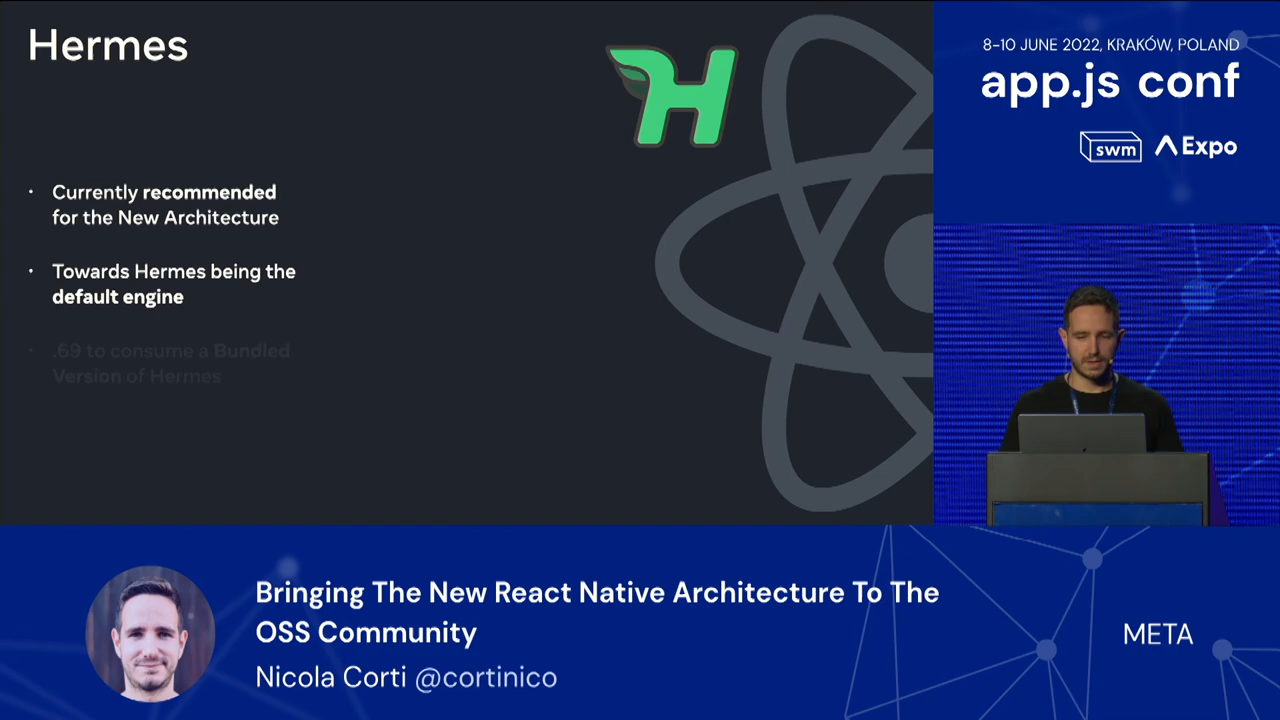 Hermes
Currently recommended
for the New Architecture
Towards Hermes being the
default engine
.69 to consume a Bundled
Version of Hermes
8-10 JUNE 2022, KRAKÓW, POLAND
app.js conf
swm
Expo
Bringing The New React Native Architecture To The
OSS Community
Nicola Corti @cortinico
META